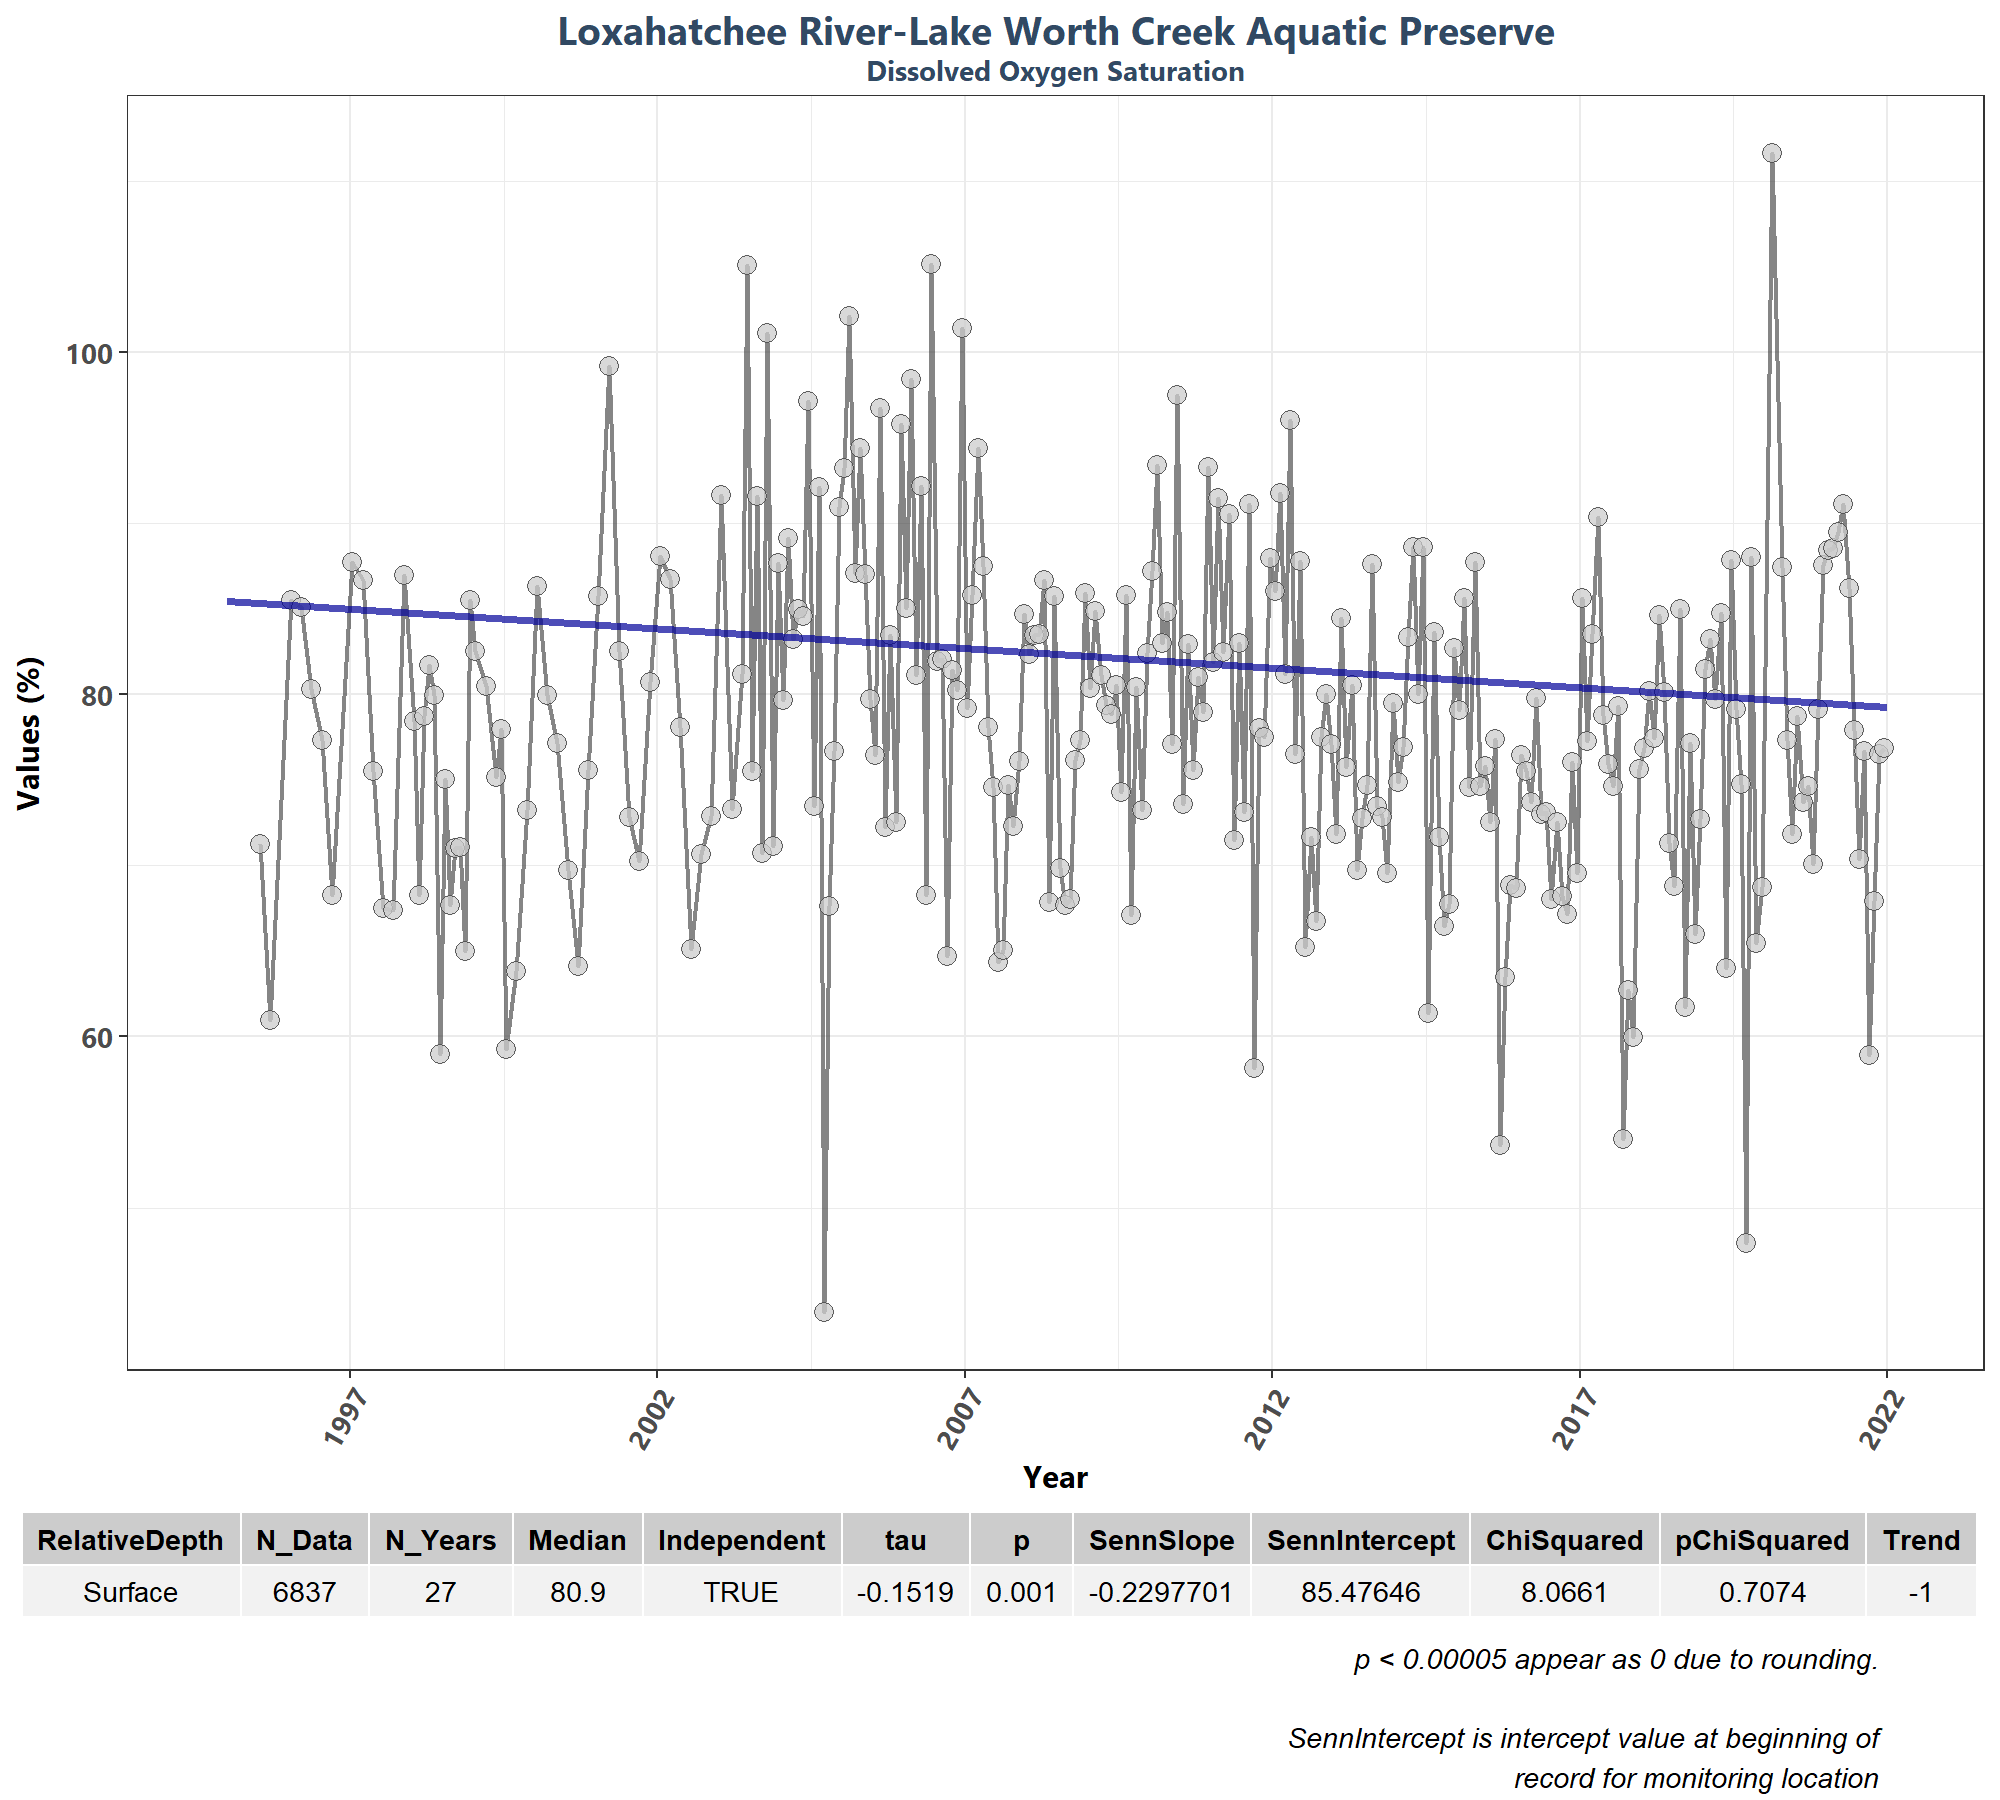 Loxahatchee River-Lake Worth Creek Aquatic Preserve
Dissolved Oxygen Saturation
Values (%)
100
80
60
1997 2002 2007 2012 2017 2022
Year
RelativeDepth N_Data N_Years Median Independent tau p SennSlope SennIntercept ChiSquared pChiSquared Trend
Surface 6837 27 80.9 TRUE -0.1519 0.001 -0.2297701 85.47646 8.0661 0.7074 -1
p < 0.00005 appear as 0 due to rounding.
SennIntercept is intercept value at beginning of
record for monitoring location